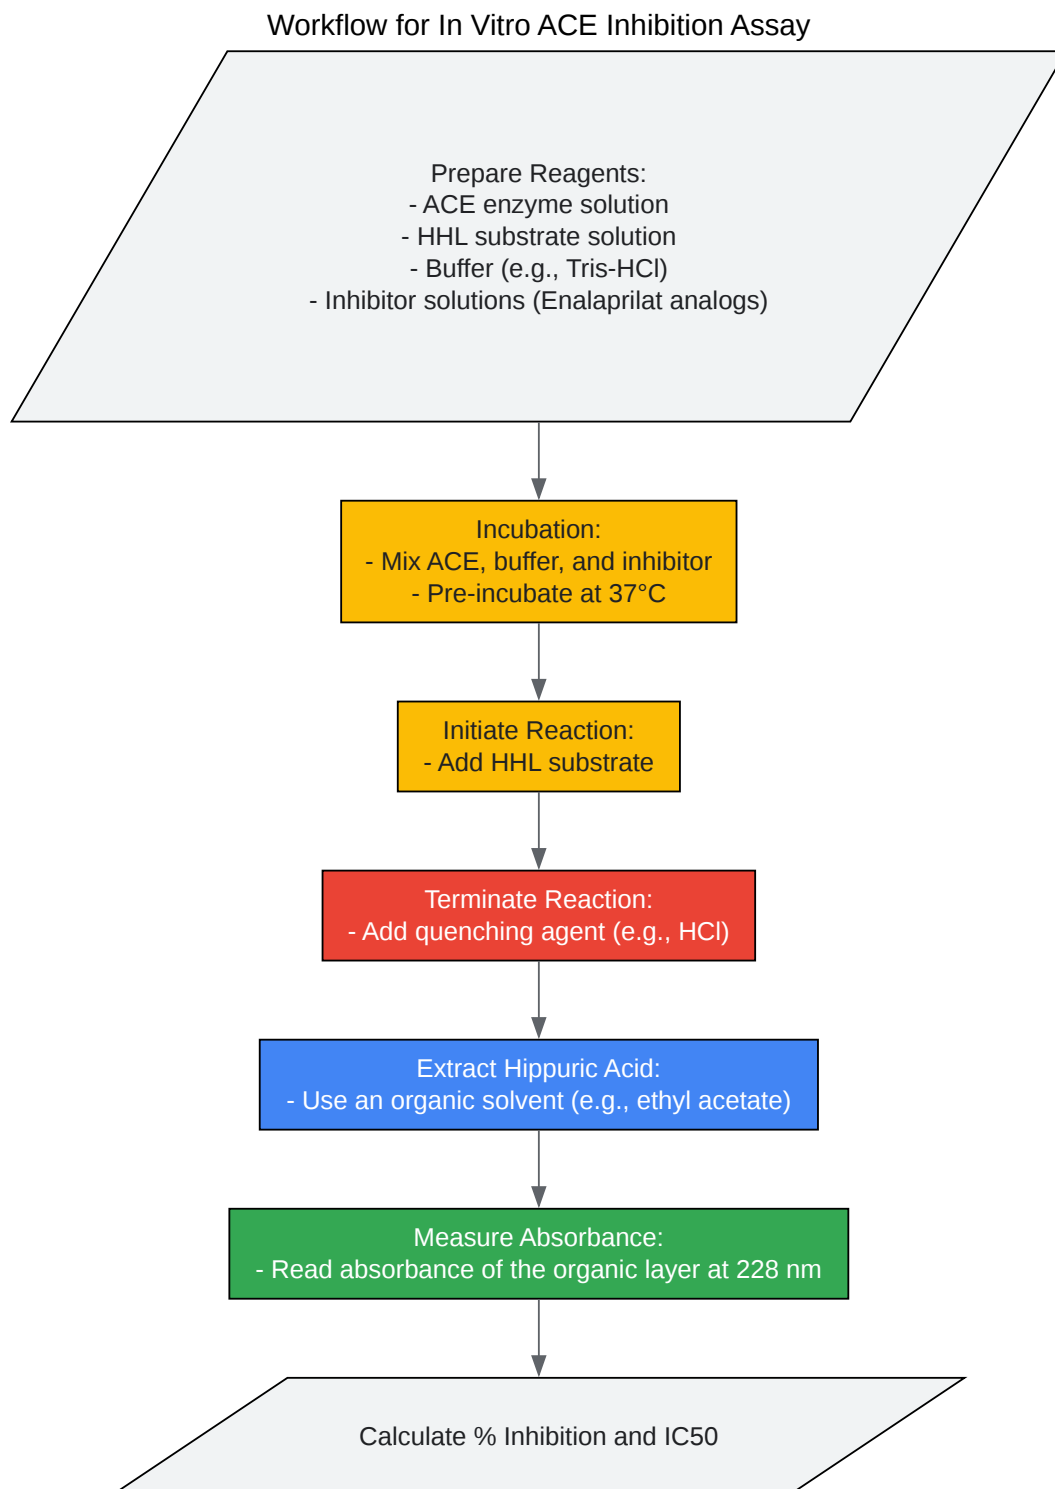 Workflow for In Vitro ACE Inhibition Assay
Prepare Reagents:
- ACE enzyme solution
- HHL substrate solution
- Buffer (e.g., Tris-HCl)
- Inhibitor solutions (Enalaprilat analogs)
Incubation:
- Mix ACE, buffer, and inhibitor
- Pre-incubate at 37°C
Initiate Reaction:
- Add HHL substrate
Terminate Reaction:
- Add quenching agent (e.g., HCl)
Extract Hippuric Acid:
- Use an organic solvent (e.g., ethyl acetate)
Measure Absorbance:
- Read absorbance of the organic layer at 228 nm
Calculate % Inhibition and IC50